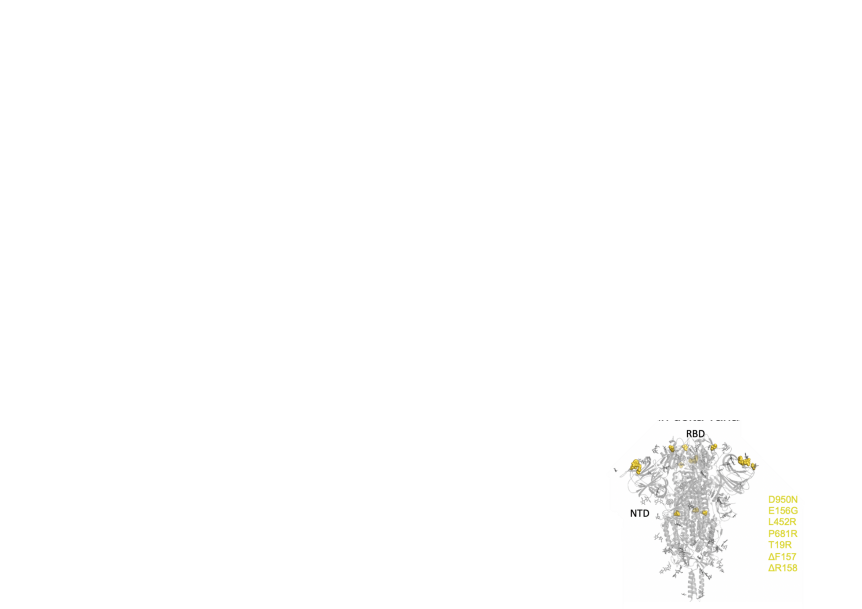 RBD
NTD
D950N
E156G
L452R
P681R
T19R
ΔF157
ΔR158